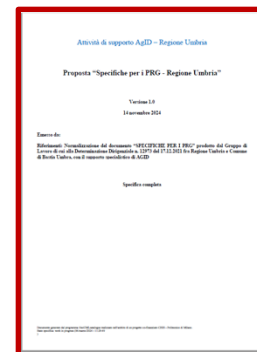 Attività di supporto AgID – Regione Umbria
Proposta "Specifiche per i PRG - Regione Umbria"
Versione 1.0
14 novembre 2024
Emesso da:
Riferimenti: Normalizzazione del documento "SPECIFICHE PER I PRG" prodotto dal Gruppo di
Lavoro di cui alla Determinazione Dirigenziale n. 12973 del 17.12.2021 fra Regione Umbria e Comune
di Bastia Umbra, con il supporto specialistico di AGID
Specifica completa